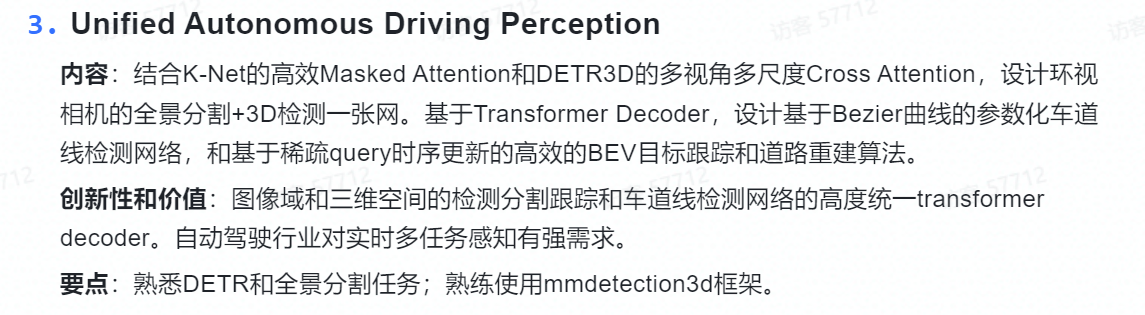 3. Unified Autonomous Driving Perception
内容：结合K-Net的高效Masked Attention和DETR3D的多视角多尺度Cross Attention，设计环视
相机的全景分割+3D检测一张网。基于Transformer Decoder，设计基于Bezier曲线的参数化车道
线检测网络，和基于稀疏query时序更新的高效的BEV目标跟踪和道路重建算法。
创新性和价值：图像域和三维空间的检测分割跟踪和车道线检测网络的高度统一transformer
decoder。自动驾驶行业对实时多任务感知有强需求。
要点：熟悉DETR和全景分割任务；熟练使用mmdetection3d框架。
访客 57712